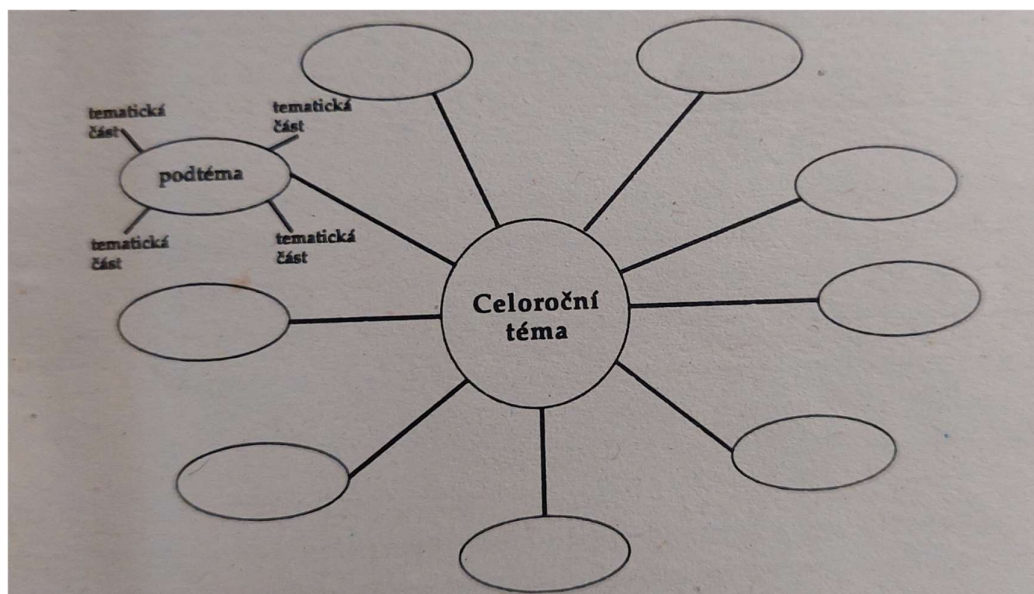 tematická
část
tematická
část
podtéma
tematická
část
tematická
část
Celoroční
téma